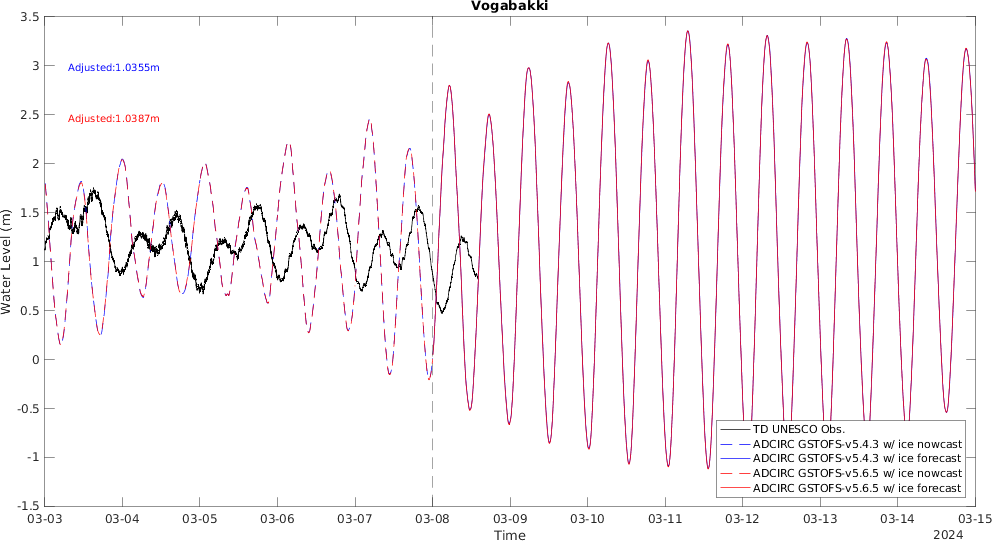 Vogabakki
3.5
3
2.5
2
1.5
1
0.5
0
-0.5
-1
-1.5
Water Level (m)
Adjusted:1.0355m
Adjusted:1.0387m
TD UNESCO Obs.
ADCIRC GSTOFS-v5.4.3 w/ ice nowcast
ADCIRC GSTOFS-v5.4.3 w/ ice forecast
ADCIRC GSTOFS-v5.6.5 w/ ice nowcast
ADCIRC GSTOFS-v5.6.5 w/ ice forecast
03-03 03-04 03-05 03-06 03-07 03-08 03-09 03-10 03-11 03-12 03-13 03-14 03-15
Time
2024